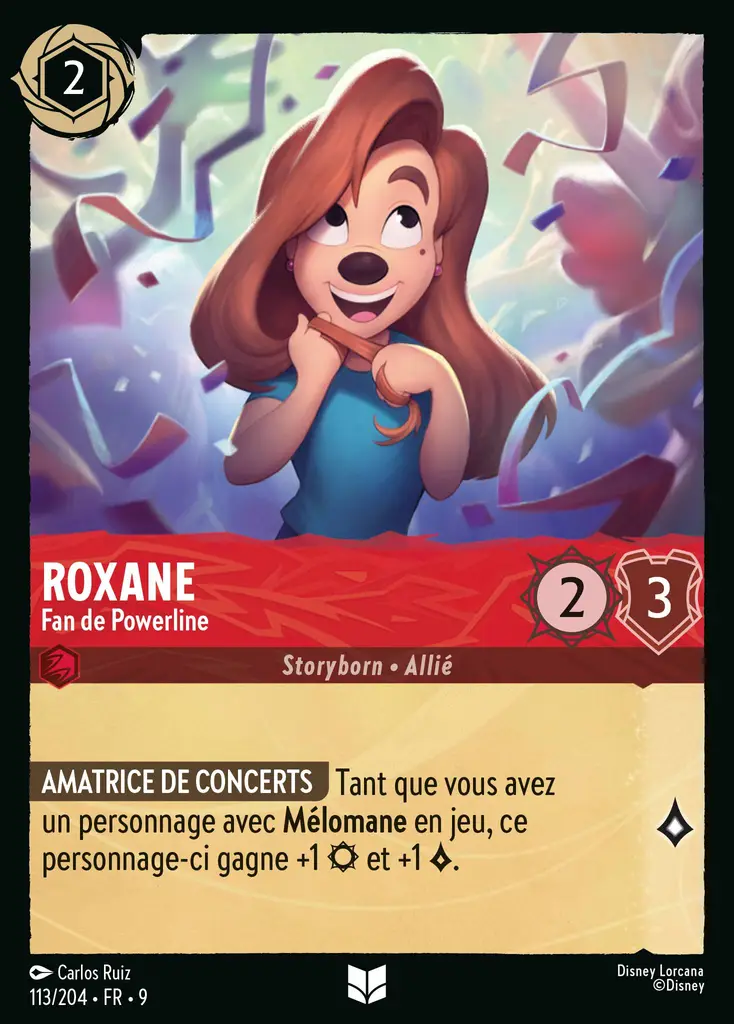 2
ROXANE
Fan de Powerline
2
3
Storyborn • Allié
AMATRICE DE CONCERTS Tant que vous avez
un personnage avec Mélomane en jeu, ce
personnage-ci gagne +1 et +1 .
Carlos Ruiz
113/204 • FR • 9
Disney Lorcana
©Disney